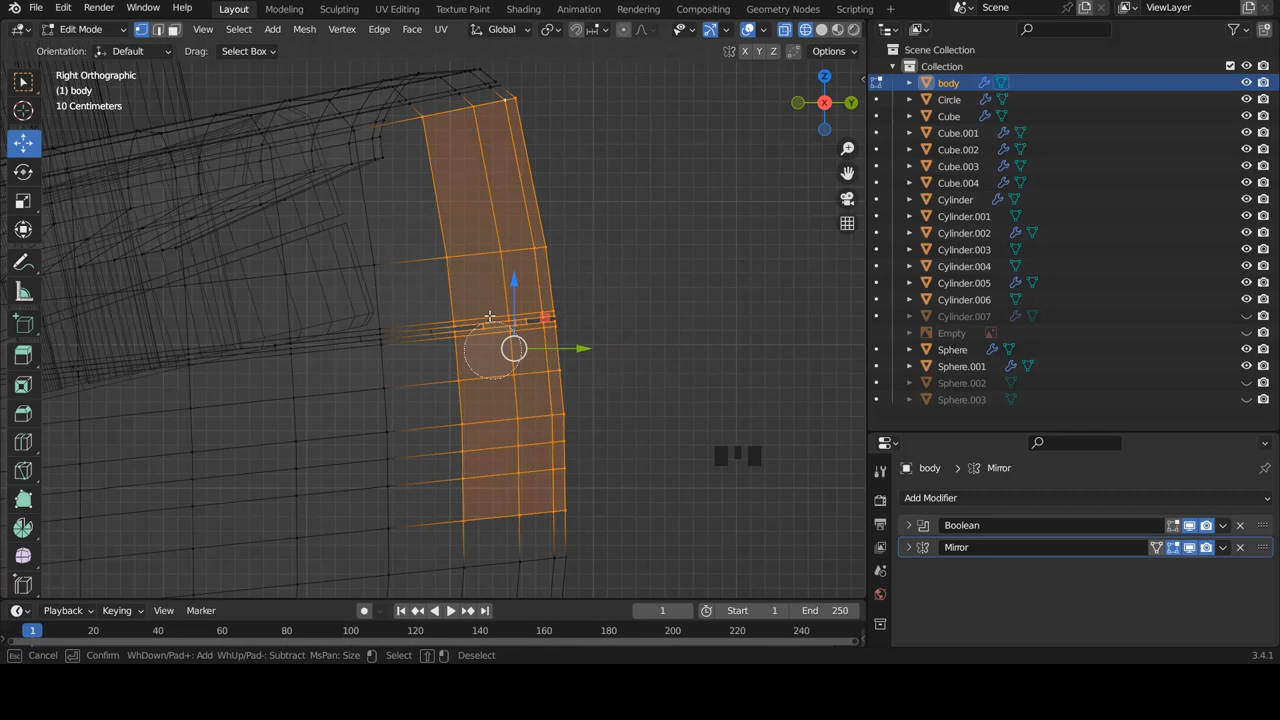 File Edit Render Window Help Layout Modeling Sculpting UV Editing Texture Paint Shading Animation Rendering Compositing Geometry Nodes Scripting Scene ViewLayer
Edit Mode View Select Add Mesh Vertex Edge Face UV Global
Orientation: Default Drag: Select Box X Y Z Options
Right Orthographic
(1) body
10 Centimeters
Z
X
Y
Scene Collection
Collection
body
Circle
Cube
Cube.001
Cube.002
Cube.003
Cube.004
Cylinder
Cylinder.001
Cylinder.002
Cylinder.003
Cylinder.004
Cylinder.005
Cylinder.006
Cylinder.007
Empty
Sphere
Sphere.001
Sphere.002
Sphere.003
body > Mirror
Add Modifier
Boolean
Mirror
Playback Keying View Marker 1 Start 1 End 250
1 20 40 60 80 100 120 140 160 180 200 220 240
Esc Cancel Confirm WhDown/Pad+: Add WhUp/Pad-: Subtract MsPan: Size Select Deselect 3.4.1